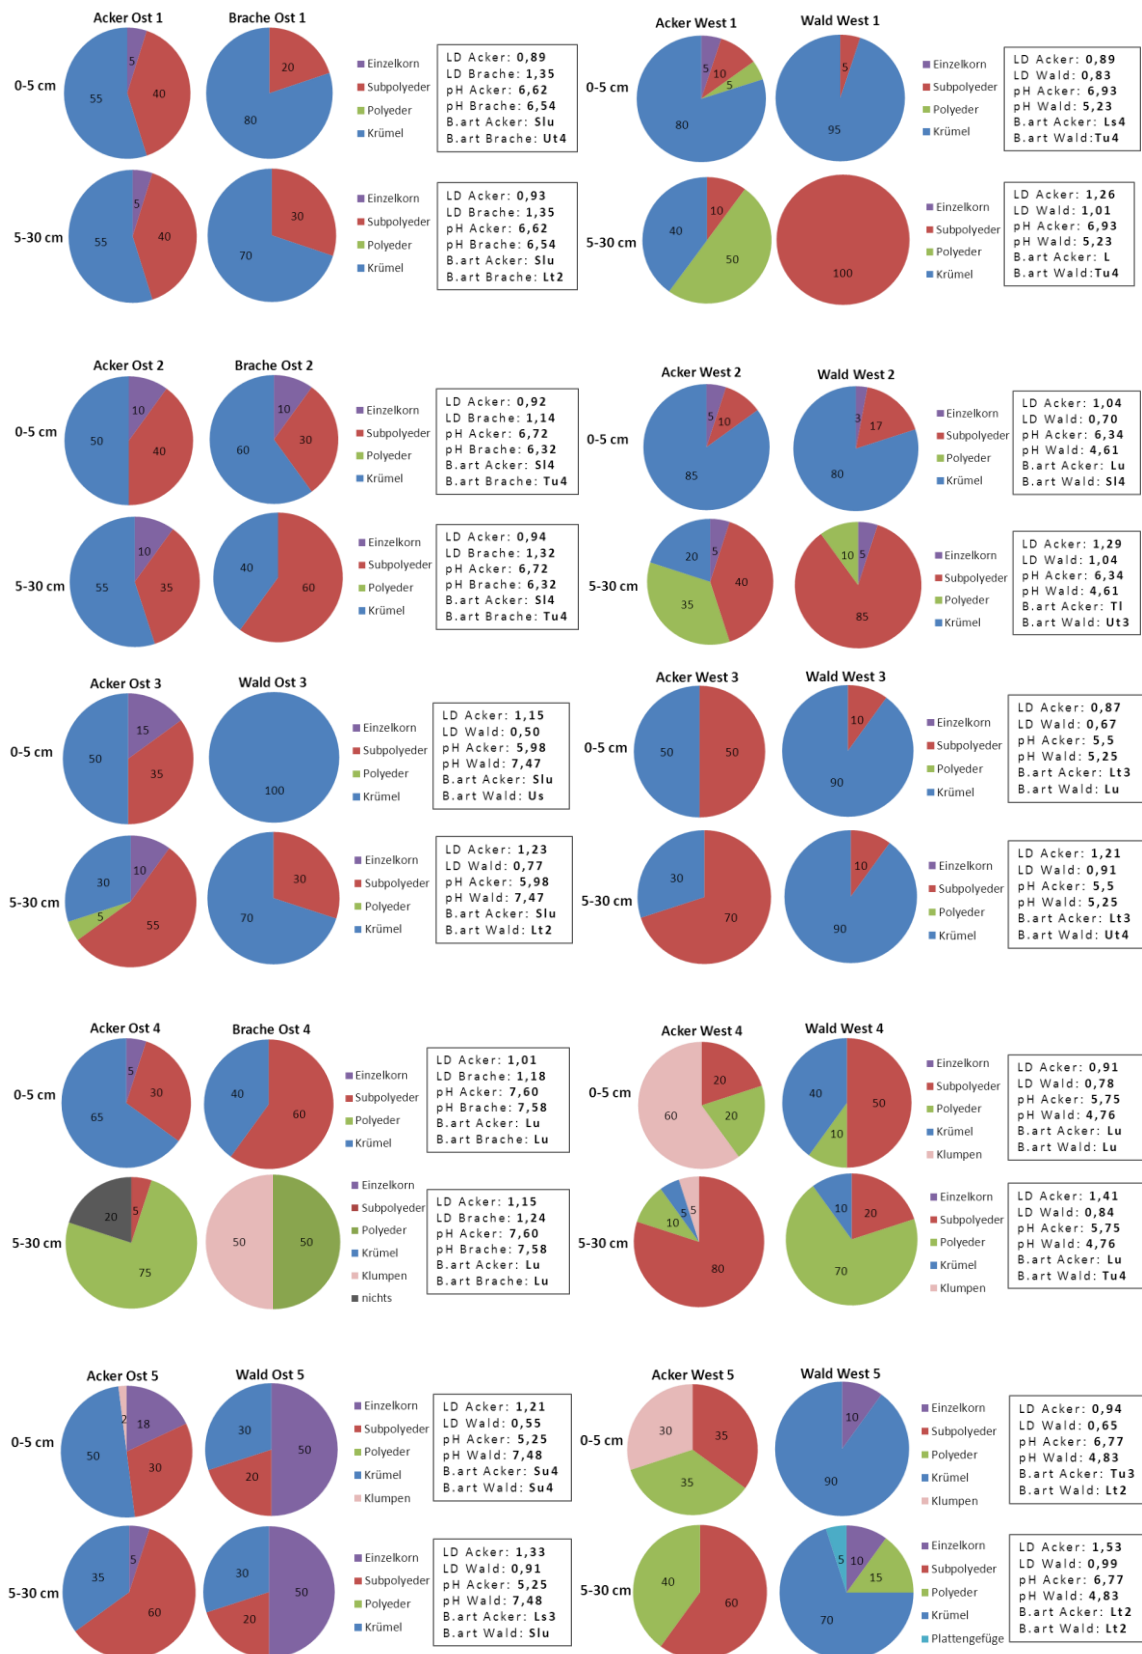 Acker Ost 1
Brache Ost 1
0-5 cm
5
40
55
20
80
Einzelkorn
Subpolyeder
Polyeder
Krümel
LD Acker: 0,89
LD Brache: 1,35
pH Acker: 6,62
pH Brache: 6,54
B.art Acker: Slu
B.art Brache: Ut4
5-30 cm
5
40
55
30
70
Einzelkorn
Subpolyeder
Polyeder
Krümel
LD Acker: 0,93
LD Brache: 1,35
pH Acker: 6,62
pH Brache: 6,54
B.art Acker: Slu
B.art Brache: Lt2
Acker West 1
Wald West 1
0-5 cm
5
10
5
80
5
95
Einzelkorn
Subpolyeder
Polyeder
Krümel
LD Acker: 0,89
LD Wald: 0,83
pH Acker: 6,93
pH Wald: 5,23
B.art Acker: Ls4
B.art Wald:Tu4
5-30 cm
10
40
50
100
Einzelkorn
Subpolyeder
Polyeder
Krümel
LD Acker: 1,26
LD Wald: 1,01
pH Acker: 6,93
pH Wald: 5,23
B.art Acker: L
B.art Wald:Tu4
Acker Ost 2
Brache Ost 2
0-5 cm
10
50
40
10
60
30
Einzelkorn
Subpolyeder
Polyeder
Krümel
LD Acker: 0,92
LD Brache: 1,14
pH Acker: 6,72
pH Brache: 6,32
B.art Acker: Sl4
B.art Brache: Tu4
5-30 cm
10
55
35
40
60
Einzelkorn
Subpolyeder
Polyeder
Krümel
LD Acker: 0,94
LD Brache: 1,32
pH Acker: 6,72
pH Brache: 6,32
B.art Acker: Sl4
B.art Brache: Tu4
Acker West 2
Wald West 2
0-5 cm
5
10
85
3
17
80
Einzelkorn
Subpolyeder
Polyeder
Krümel
LD Acker: 1,04
LD Wald: 0,70
pH Acker: 6,34
pH Wald: 4,61
B.art Acker: Lu
B.art Wald: Sl4
5-30 cm
20
5
40
35
10
5
85
Einzelkorn
Subpolyeder
Polyeder
Krümel
LD Acker: 1,29
LD Wald: 1,04
pH Acker: 6,34
pH Wald: 4,61
B.art Acker: Tl
B.art Wald: Ut3
Acker Ost 3
Wald Ost 3
0-5 cm
15
50
35
100
Einzelkorn
Subpolyeder
Polyeder
Krümel
LD Acker: 1,15
LD Wald: 0,50
pH Acker: 5,98
pH Wald: 7,47
B.art Acker: Slu
B.art Wald: Us
5-30 cm
10
30
5
55
30
70
Einzelkorn
Subpolyeder
Polyeder
Krümel
LD Acker: 1,23
LD Wald: 0,77
pH Acker: 5,98
pH Wald: 7,47
B.art Acker: Slu
B.art Wald: Lt2
Acker West 3
Wald West 3
0-5 cm
50
50
10
90
Einzelkorn
Subpolyeder
Polyeder
Krümel
LD Acker: 0,87
LD Wald: 0,67
pH Acker: 5,5
pH Wald: 5,25
B.art Acker: Lt3
B.art Wald: Lu
5-30 cm
30
70
10
90
Einzelkorn
Subpolyeder
Polyeder
Krümel
LD Acker: 1,21
LD Wald: 0,91
pH Acker: 5,5
pH Wald: 5,25
B.art Acker: Lt3
B.art Wald: Ut4
Acker Ost 4
Brache Ost 4
0-5 cm
5
30
65
40
60
Einzelkorn
Subpolyeder
Polyeder
Krümel
LD Acker: 1,01
LD Brache: 1,18
pH Acker: 7,60
pH Brache: 7,58
B.art Acker: Lu
B.art Brache: Lu
5-30 cm
20
5
75
50
50
Einzelkorn
Subpolyeder
Polyeder
Krümel
Klumpen
nichts
LD Acker: 1,15
LD Brache: 1,24
pH Acker: 7,60
pH Brache: 7,58
B.art Acker: Lu
B.art Brache: Lu
Acker West 4
Wald West 4
0-5 cm
20
60
20
40
50
10
Einzelkorn
Subpolyeder
Polyeder
Krümel
Klumpen
LD Acker: 0,91
LD Wald: 0,78
pH Acker: 5,75
pH Wald: 4,76
B.art Acker: Lu
B.art Wald: Lu
5-30 cm
10
5
5
80
10
20
70
Einzelkorn
Subpolyeder
Polyeder
Krümel
Klumpen
LD Acker: 1,41
LD Wald: 0,84
pH Acker: 5,75
pH Wald: 4,76
B.art Acker: Lu
B.art Wald: Tu4
Acker Ost 5
Wald Ost 5
0-5 cm
2
18
50
30
30
50
20
Einzelkorn
Subpolyeder
Polyeder
Krümel
Klumpen
LD Acker: 1,21
LD Wald: 0,55
pH Acker: 5,25
pH Wald: 7,48
B.art Acker: Su4
B.art Wald: Su4
5-30 cm
5
35
60
30
50
20
Einzelkorn
Subpolyeder
Polyeder
Krümel
LD Acker: 1,33
LD Wald: 0,91
pH Acker: 5,25
pH Wald: 7,48
B.art Acker: Ls3
B.art Wald: Slu
Acker West 5
Wald West 5
0-5 cm
30
35
35
10
90
Einzelkorn
Subpolyeder
Polyeder
Krümel
Klumpen
LD Acker: 0,94
LD Wald: 0,65
pH Acker: 6,77
pH Wald: 4,83
B.art Acker: Tu3
B.art Wald: Lt2
5-30 cm
40
60
5
10
15
70
Einzelkorn
Subpolyeder
Polyeder
Krümel
Plattengefüge
LD Acker: 1,53
LD Wald: 0,99
pH Acker: 6,77
pH Wald: 4,83
B.art Acker: Lt2
B.art Wald: Lt2